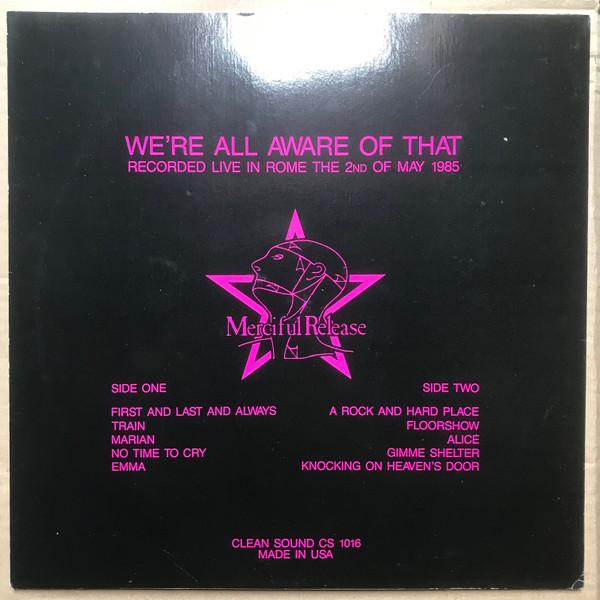 WE'RE ALL AWARE OF THAT
RECORDED LIVE IN ROME THE 2ND OF MAY 1985
Merciful Release
SIDE ONE
FIRST AND LAST AND ALWAYS
TRAIN
MARIAN
NO TIME TO CRY
EMMA
SIDE TWO
A ROCK AND HARD PLACE
FLOORSHOW
ALICE
GIMME SHELTER
KNOCKING ON HEAVEN'S DOOR
CLEAN SOUND CS 1016
MADE IN USA